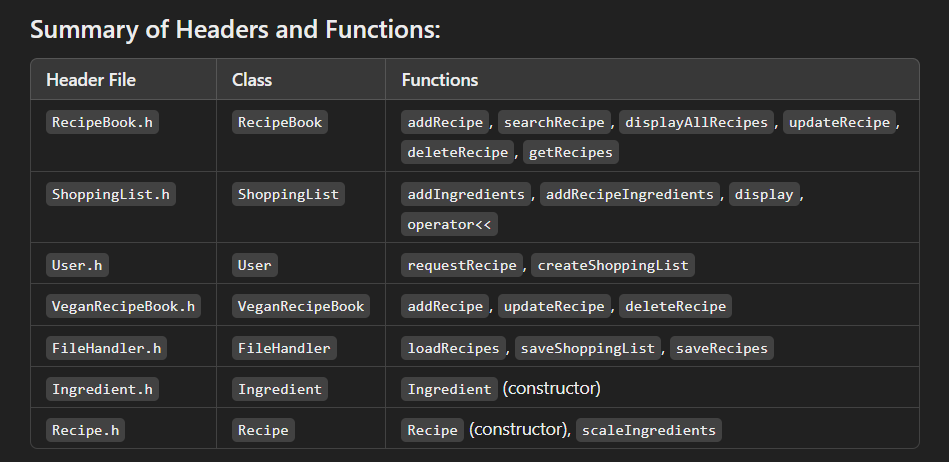 Summary of Headers and Functions:
Header File Class Functions
RecipeBook.h RecipeBook addRecipe, searchRecipe, displayAllRecipes, updateRecipe,
deleteRecipe, getRecipes
ShoppingList.h ShoppingList addIngredients, addRecipeIngredients, display,
operator<<
User.h User requestRecipe, createShoppingList
VeganRecipeBook.h VeganRecipeBook addRecipe, updateRecipe, deleteRecipe
FileHandler.h FileHandler loadRecipes, saveShoppingList, saveRecipes
Ingredient.h Ingredient Ingredient (constructor)
Recipe.h Recipe Recipe (constructor), scaleIngredients